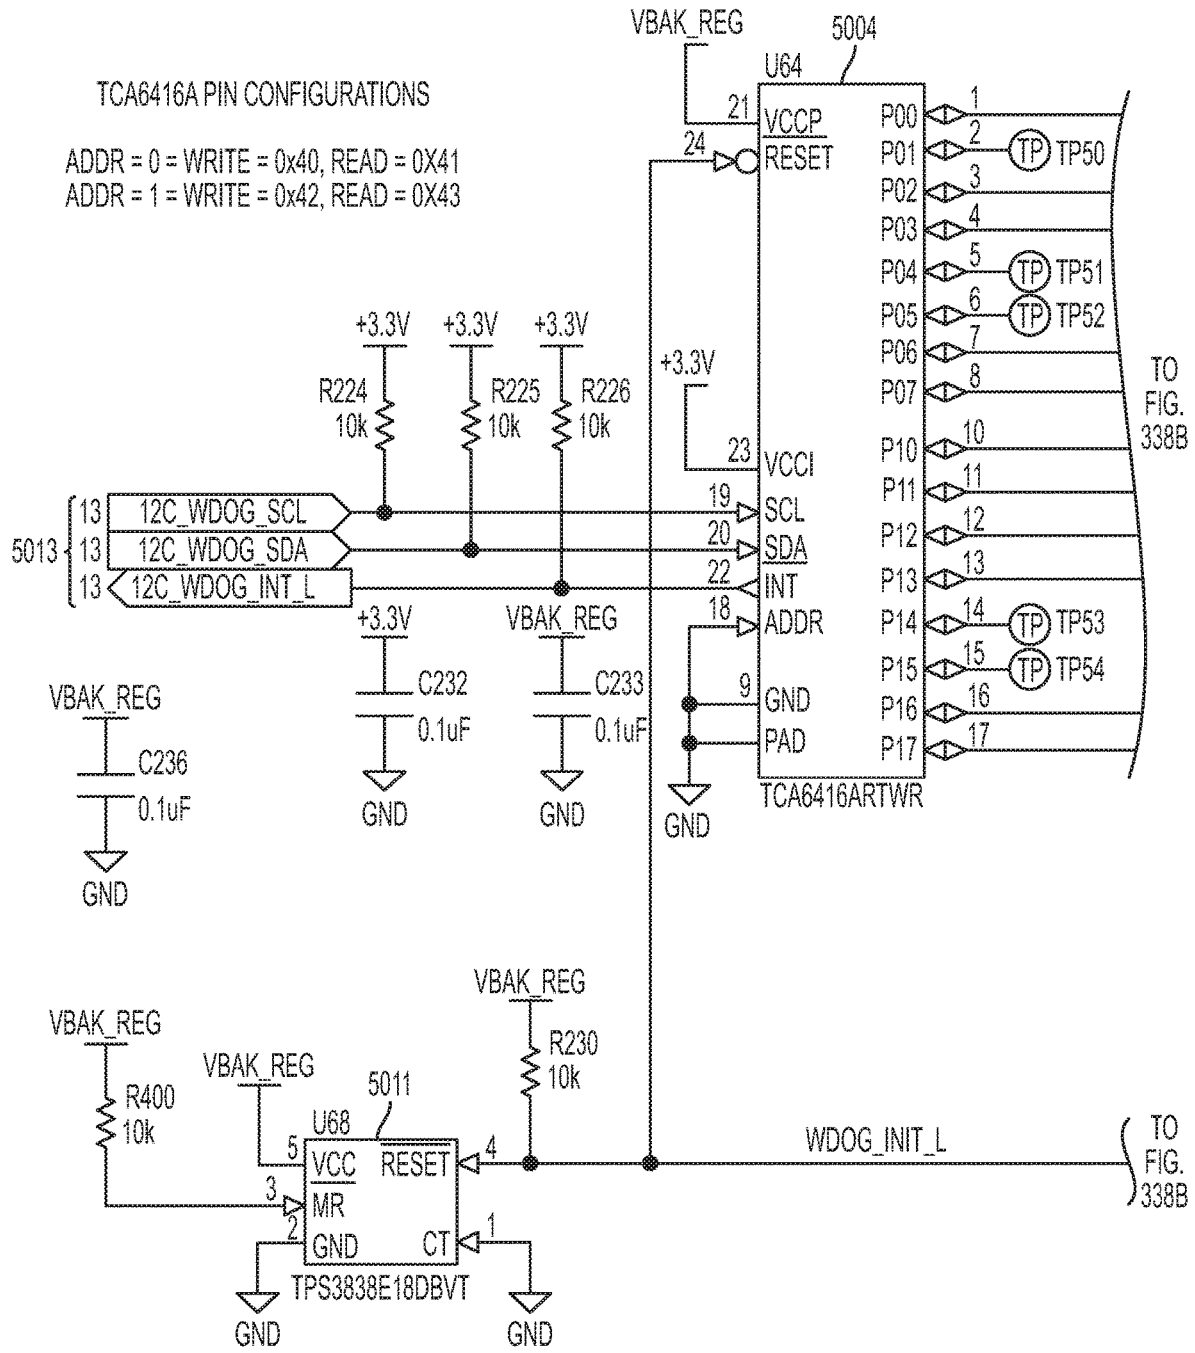 VBAK_REG
5004
U64
TCA6416A PIN CONFIGURATIONS
ADDR = 0 = WRITE = 0x40, READ = 0X41
ADDR = 1 = WRITE = 0x42, READ = 0X43
21 VCCP
24 RESET
P00 1
P01 2 TP TP50
P02 3
P03 4
P04 5 TP TP51
P05 6 TP TP52
P06 7
P07 8
P10 10
P11 11
P12 12
P13 13
P14 14 TP TP53
P15 15 TP TP54
P16 16
P17 17
TO
FIG.
338B
+3.3V +3.3V +3.3V
+3.3V
R224 R225 R226
10k 10k 10k
23 VCCI
5013
13 12C_WDOG_SCL 19 SCL
13 12C_WDOG_SDA 20 SDA
13 12C_WDOG_INT_L 22 INT
18 ADDR
9 GND
PAD
TCA6416ARTWR
GND
+3.3V
C232
0.1uF
GND
VBAK_REG
C233
0.1uF
GND
VBAK_REG
C236
0.1uF
GND
VBAK_REG
R230
10k
VBAK_REG
R400
10k
VBAK_REG
5011
U68
5 VCC
RESET 4
3 MR
2 GND
CT 1
TPS3838E18DBVT
GND
GND
WDOG_INIT_L
TO
FIG.
338B